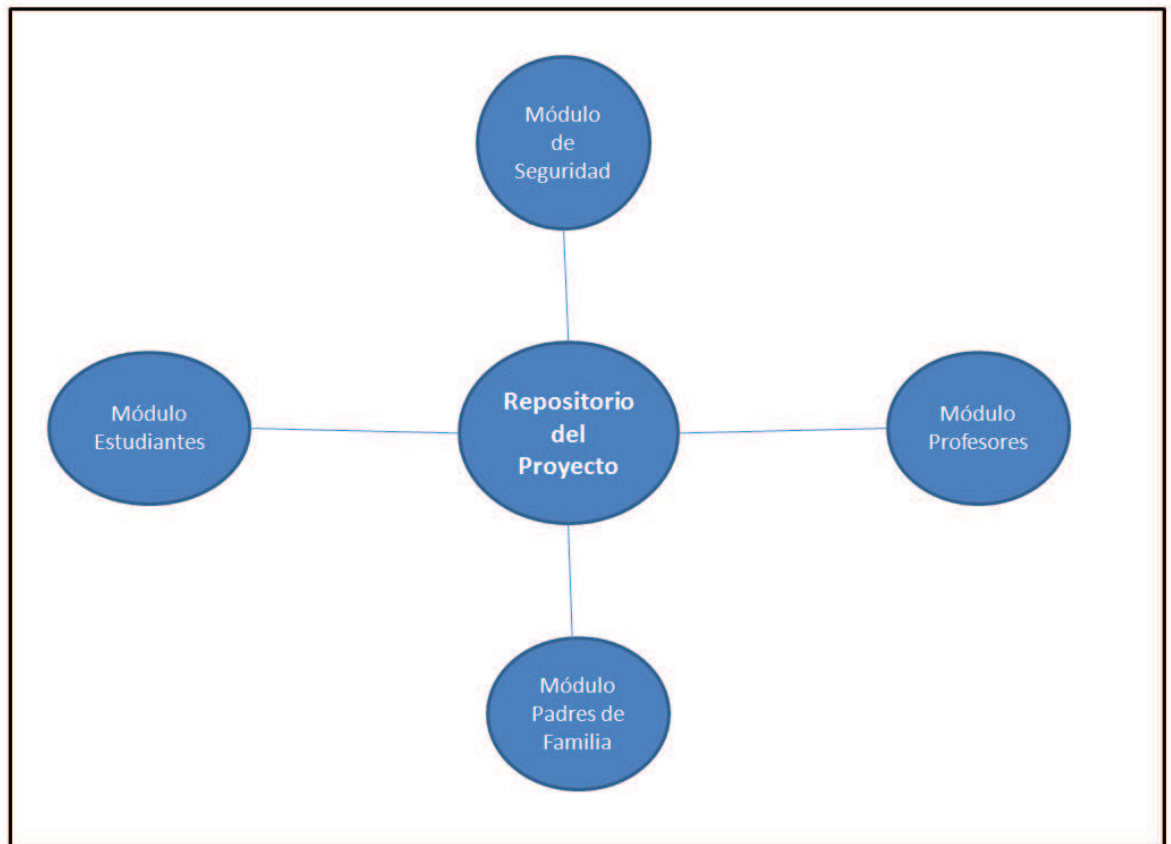 Módulo
de
Seguridad
Módulo
Estudiantes
Repositorio
del
Proyecto
Módulo
Profesores
Módulo
Padres de
Familia